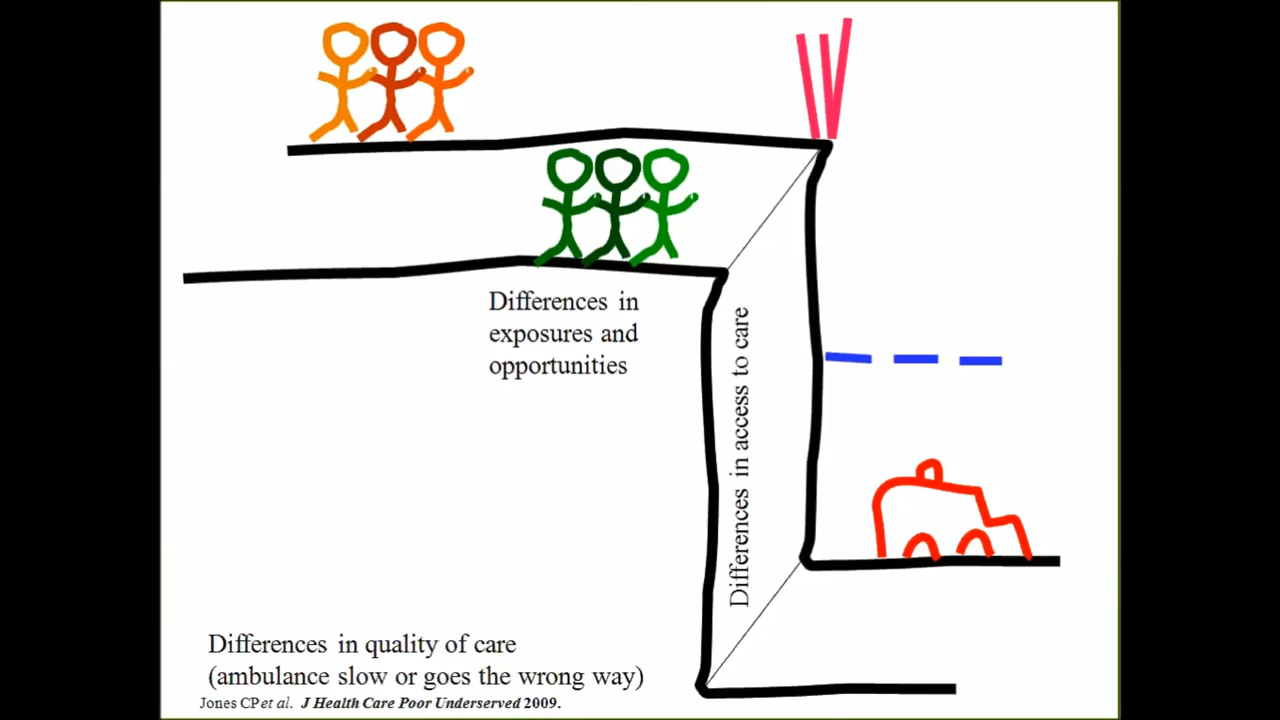 Differences in
exposures and
opportunities
Differences in access to care
Differences in quality of care
(ambulance slow or goes the wrong way)
Jones CP et al. J Health Care Poor Underserved 2009.